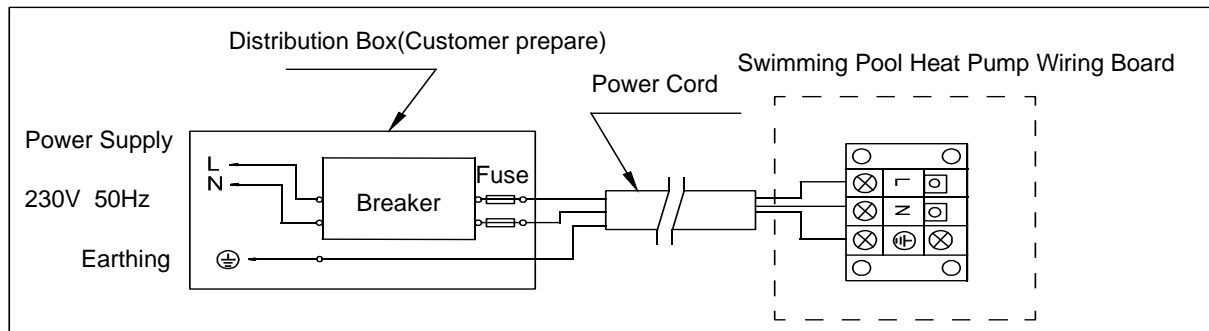 Distribution Box(Customer prepare)
Swimming Pool Heat Pump Wiring Board
Power Cord
Power Supply
L
N
Fuse
230V 50Hz
Breaker
Earthing
L
N